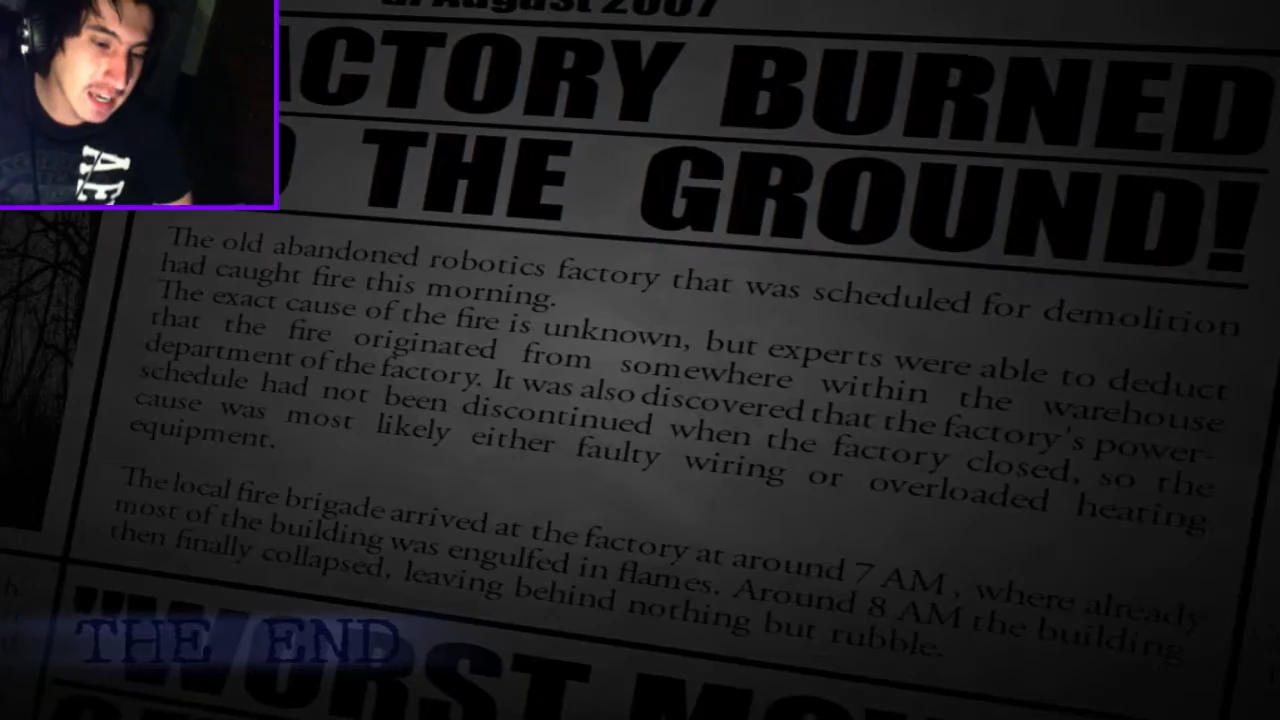 August 2007
ACTORY BURNED
THE GROUND!
The old abandoned robotics factory that was scheduled for demolition
had caught fire this morning.
The exact cause of the fire is unknown, but experts were able to deduct
that the fire originated from somewhere within the warehouse
department of the factory. It was also discovered that the factory's power-
schedule had not been discontinued when the factory closed, so the
cause was most likely either faulty wiring or overloaded heating
equipment.
The local fire brigade arrived at the factory at around 7 AM, where already
most of the building was engulfed in flames. Around 8 AM the building
then finally collapsed, leaving behind nothing but rubble.
THE END
"WORST
AE